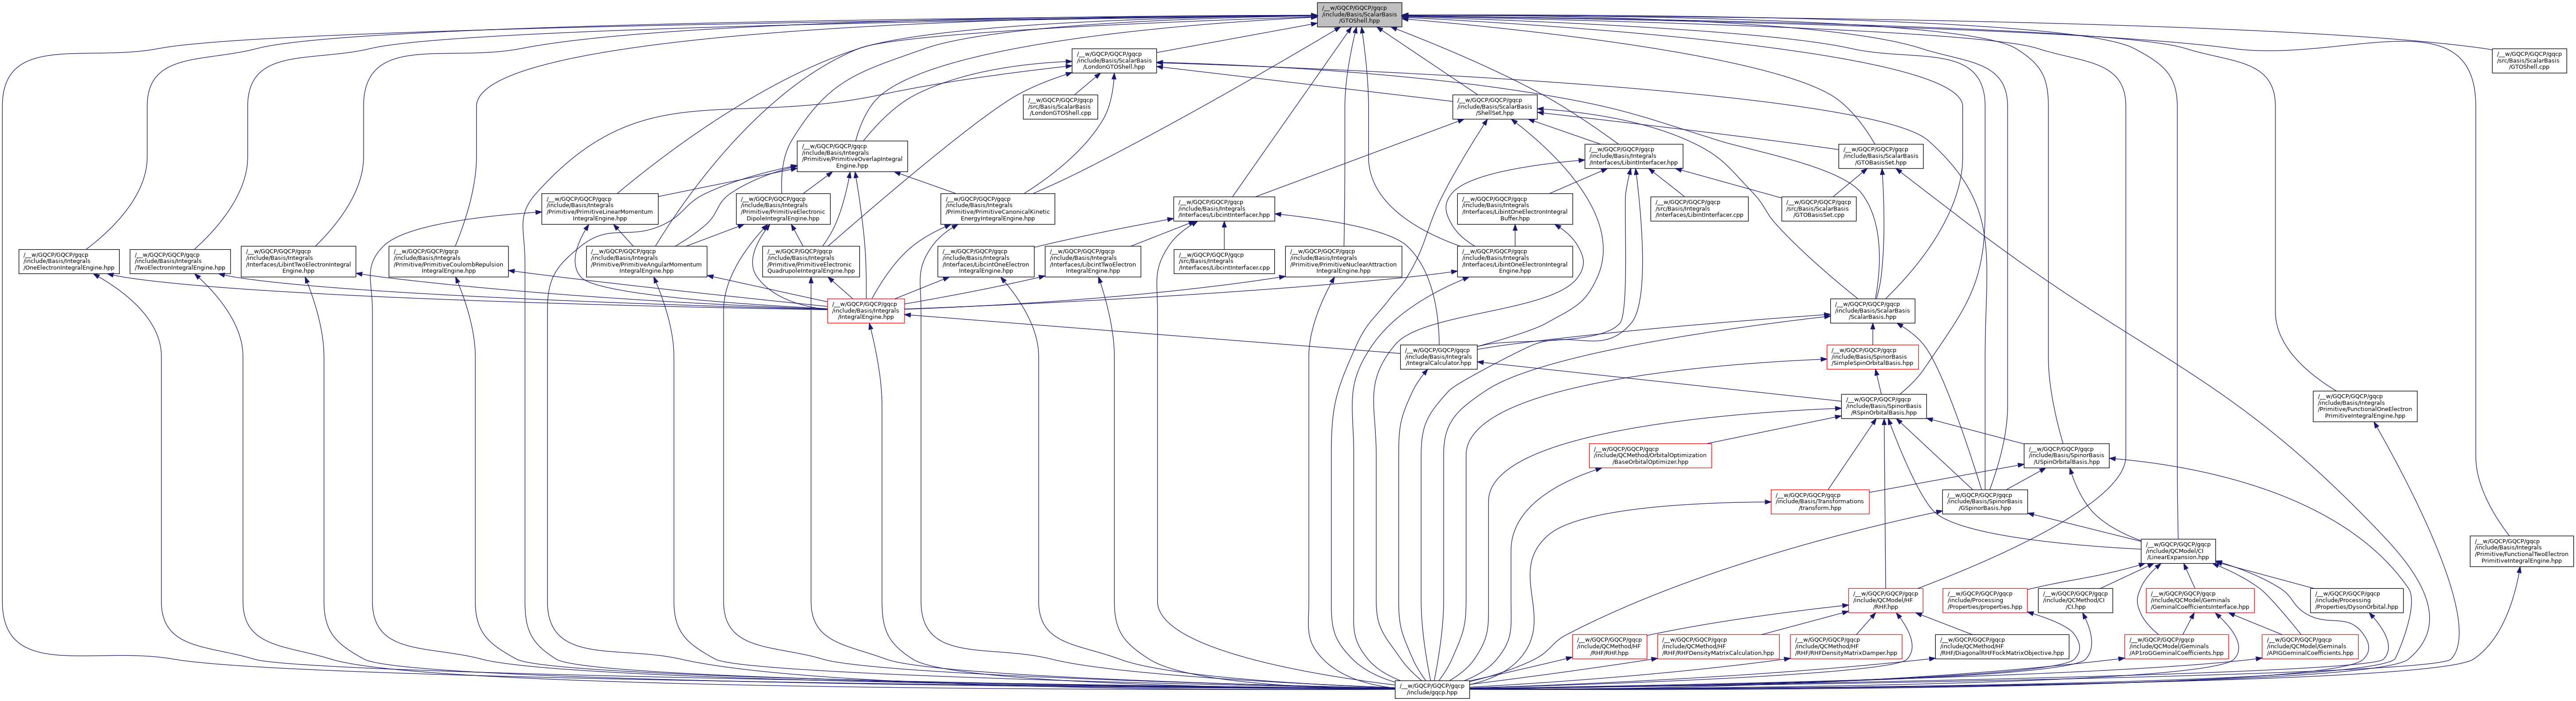 /__w/GQCP/GQCP/gqcp
/include/Basis/ScalarBasis
/GTOShell.hpp
/__w/GQCP/GQCP/gqcp
/include/Basis/ScalarBasis
/LondonGTOShell.hpp
/__w/GQCP/GQCP/gqcp
/src/Basis/ScalarBasis
/GTOShell.cpp
/__w/GQCP/GQCP/gqcp
/src/Basis/ScalarBasis
/LondonGTOShell.cpp
/__w/GQCP/GQCP/gqcp
/include/Basis/ScalarBasis
/ShellSet.hpp
/__w/GQCP/GQCP/gqcp
/include/Basis/Integrals
/Primitive/PrimitiveOverlapIntegral
Engine.hpp
/__w/GQCP/GQCP/gqcp
/include/Basis/Integrals
/Interfaces/LibintInterfacer.hpp
/__w/GQCP/GQCP/gqcp
/include/Basis/ScalarBasis
/GTOBasisSet.hpp
/__w/GQCP/GQCP/gqcp
/include/Basis/Integrals
/Primitive/PrimitiveLinearMomentum
IntegralEngine.hpp
/__w/GQCP/GQCP/gqcp
/include/Basis/Integrals
/Primitive/PrimitiveElectronic
DipoleIntegralEngine.hpp
/__w/GQCP/GQCP/gqcp
/include/Basis/Integrals
/Primitive/PrimitiveCanonicalKinetic
EnergyIntegralEngine.hpp
/__w/GQCP/GQCP/gqcp
/include/Basis/Integrals
/Interfaces/LibcintInterfacer.hpp
/__w/GQCP/GQCP/gqcp
/include/Basis/Integrals
/Interfaces/LibintOneElectronIntegral
Buffer.hpp
/__w/GQCP/GQCP/gqcp
/src/Basis/Integrals
/Interfaces/LibintInterfacer.cpp
/__w/GQCP/GQCP/gqcp
/src/Basis/ScalarBasis
/GTOBasisSet.cpp
/__w/GQCP/GQCP/gqcp
/include/Basis/Integrals
/OneElectronIntegralEngine.hpp
/__w/GQCP/GQCP/gqcp
/include/Basis/Integrals
/TwoElectronIntegralEngine.hpp
/__w/GQCP/GQCP/gqcp
/include/Basis/Integrals
/Interfaces/LibintTwoElectronIntegral
Engine.hpp
/__w/GQCP/GQCP/gqcp
/include/Basis/Integrals
/Primitive/PrimitiveCoulombRepulsion
IntegralEngine.hpp
/__w/GQCP/GQCP/gqcp
/include/Basis/Integrals
/Primitive/PrimitiveAngularMomentum
IntegralEngine.hpp
/__w/GQCP/GQCP/gqcp
/include/Basis/Integrals
/Primitive/PrimitiveElectronic
QuadrupoleIntegralEngine.hpp
/__w/GQCP/GQCP/gqcp
/include/Basis/Integrals
/Interfaces/LibcintOneElectron
IntegralEngine.hpp
/__w/GQCP/GQCP/gqcp
/include/Basis/Integrals
/Interfaces/LibcintTwoElectron
IntegralEngine.hpp
/__w/GQCP/GQCP/gqcp
/src/Basis/Integrals
/Interfaces/LibcintInterfacer.cpp
/__w/GQCP/GQCP/gqcp
/include/Basis/Integrals
/Primitive/PrimitiveNuclearAttraction
IntegralEngine.hpp
/__w/GQCP/GQCP/gqcp
/include/Basis/Integrals
/Interfaces/LibintOneElectronIntegral
Engine.hpp
/__w/GQCP/GQCP/gqcp
/include/Basis/Integrals
/IntegralEngine.hpp
/__w/GQCP/GQCP/gqcp
/include/Basis/ScalarBasis
/ScalarBasis.hpp
/__w/GQCP/GQCP/gqcp
/include/Basis/Integrals
/IntegralCalculator.hpp
/__w/GQCP/GQCP/gqcp
/include/Basis/SpinorBasis
/SimpleSpinOrbitalBasis.hpp
/__w/GQCP/GQCP/gqcp
/include/Basis/SpinorBasis
/RSpinOrbitalBasis.hpp
/__w/GQCP/GQCP/gqcp
/include/Basis/Integrals
/Primitive/FunctionalOneElectron
PrimitiveIntegralEngine.hpp
/__w/GQCP/GQCP/gqcp
/include/QCMethod/OrbitalOptimization
/BaseOrbitalOptimizer.hpp
/__w/GQCP/GQCP/gqcp
/include/Basis/SpinorBasis
/USpinOrbitalBasis.hpp
/__w/GQCP/GQCP/gqcp
/include/Basis/Transformations
/transform.hpp
/__w/GQCP/GQCP/gqcp
/include/Basis/SpinorBasis
/GSpinorBasis.hpp
/__w/GQCP/GQCP/gqcp
/include/QCModel/CI
/LinearExpansion.hpp
/__w/GQCP/GQCP/gqcp
/include/Basis/Integrals
/Primitive/FunctionalTwoElectron
PrimitiveIntegralEngine.hpp
/__w/GQCP/GQCP/gqcp
/include/QCModel/HF
/RHF.hpp
/__w/GQCP/GQCP/gqcp
/include/Processing
/Properties/properties.hpp
/__w/GQCP/GQCP/gqcp
/include/QCMethod/CI
/CI.hpp
/__w/GQCP/GQCP/gqcp
/include/QCModel/Geminals
/GeminalCoefficientsInterface.hpp
/__w/GQCP/GQCP/gqcp
/include/Processing
/Properties/DysonOrbital.hpp
/__w/GQCP/GQCP/gqcp
/include/QCMethod/HF
/RHF/RHF.hpp
/__w/GQCP/GQCP/gqcp
/include/QCMethod/HF
/RHF/RHFDensityMatrixCalculation.hpp
/__w/GQCP/GQCP/gqcp
/include/QCMethod/HF
/RHF/RHFDensityMatrixDamper.hpp
/__w/GQCP/GQCP/gqcp
/include/QCMethod/HF
/RHF/DiagonalRHFFockMatrixObjective.hpp
/__w/GQCP/GQCP/gqcp
/include/QCModel/Geminals
/AP1roGGeminalCoefficients.hpp
/__w/GQCP/GQCP/gqcp
/include/QCModel/Geminals
/APIGGeminalCoefficients.hpp
/__w/GQCP/GQCP/gqcp
/include/gqcp.hpp